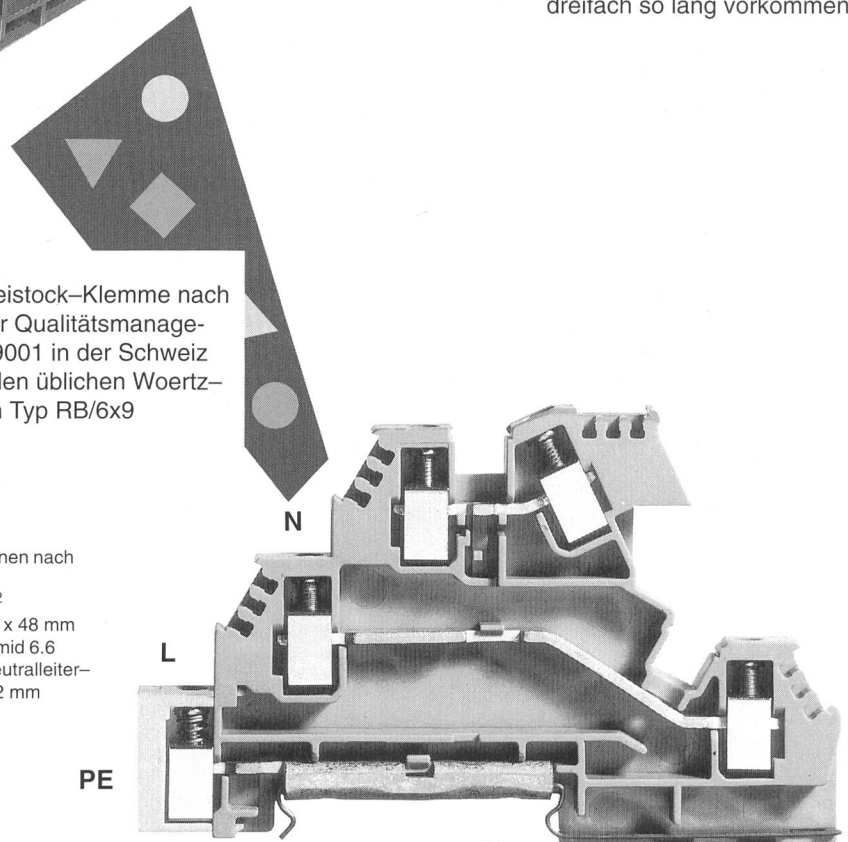 dreifach so lang vorkommen
eistock–Klemme nach
r Qualitätsmanage-
9001 in der Schweiz
den üblichen Woertz–
Typ RB/6x9
N
nen nach
2
x 48 mm
mid 6.6
eutralleiter–
2 mm
L
PE